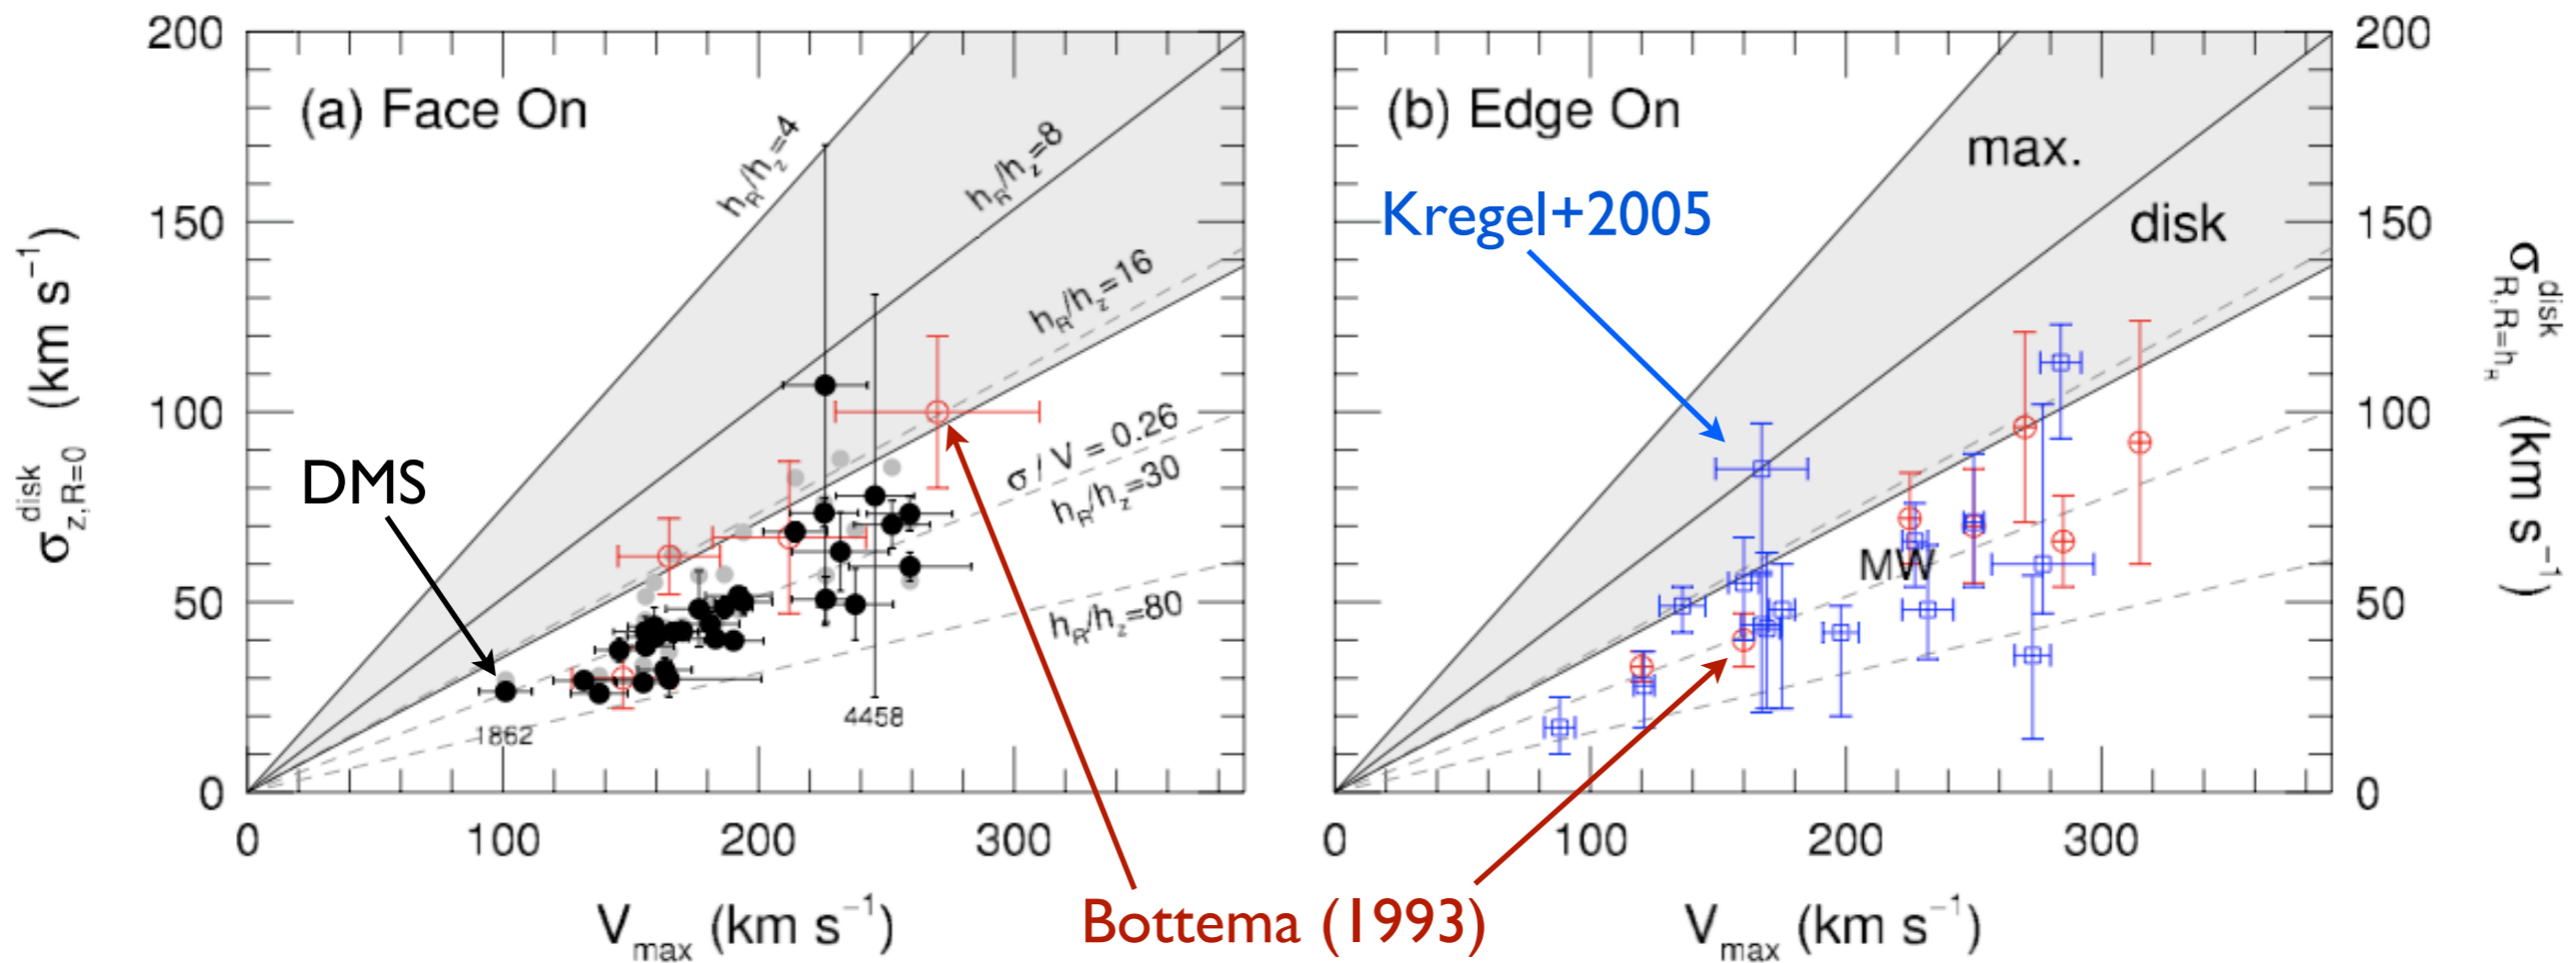 (a) Face On
h_R/h_z=4
h_R/h_z=8
h_R/h_z=16
σ / V = 0.26
h_R/h_z=30
h_R/h_z=80
DMS
1862
4458
200
150
100
50
0
σ^disk_z,R=0 (km s⁻¹)
0 100 200 300
V_max (km s⁻¹)
(b) Edge On
max.
disk
Kregel+2005
MW
Bottema (1993)
200
150
100
50
0
σ^disk_R,R=h_R (km s⁻¹)
0 100 200 300
V_max (km s⁻¹)